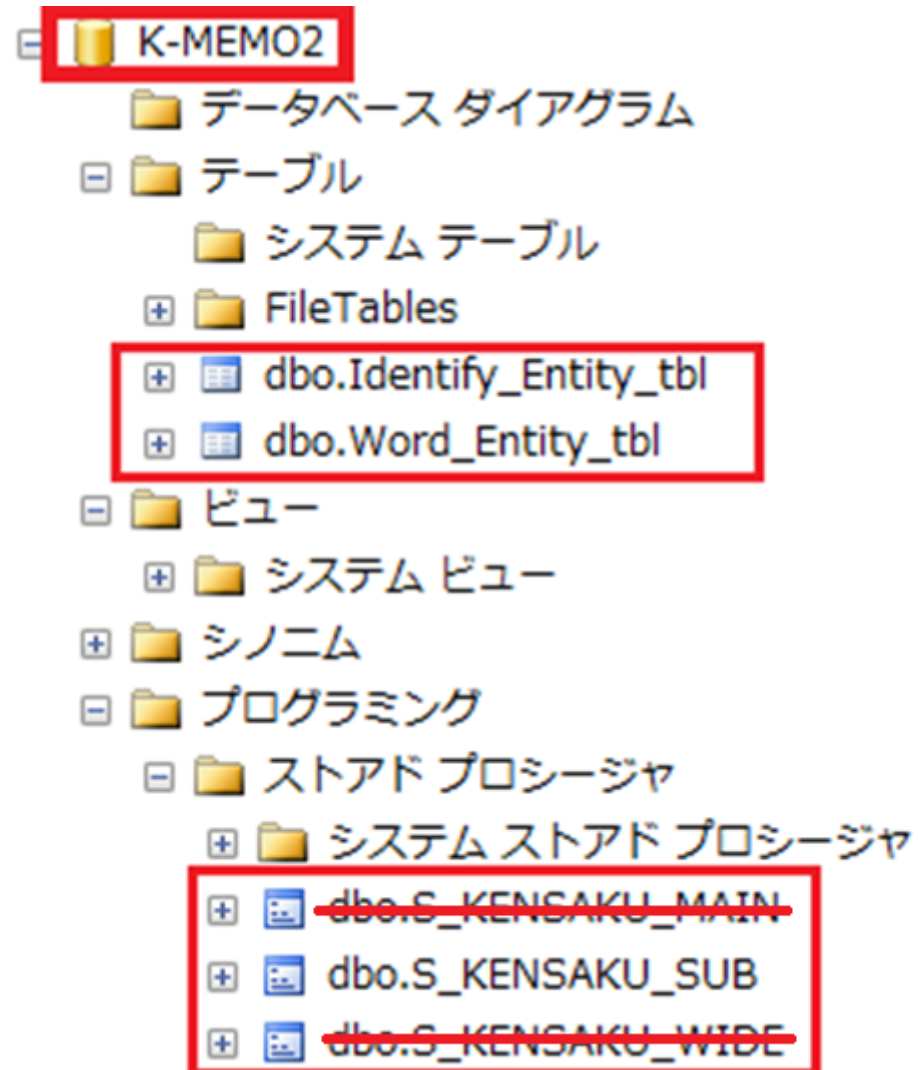 K-MEMO2
データベース ダイアグラム
テーブル
システム テーブル
FileTables
dbo.Identify_Entity_tbl
dbo.Word_Entity_tbl
ビュー
システム ビュー
シノニム
プログラミング
ストアド プロシージャ
システム ストアド プロシージャ
dbo.S_KENSAKU_MAIN
dbo.S_KENSAKU_SUB
dbo.S_KENSAKU_WIDE